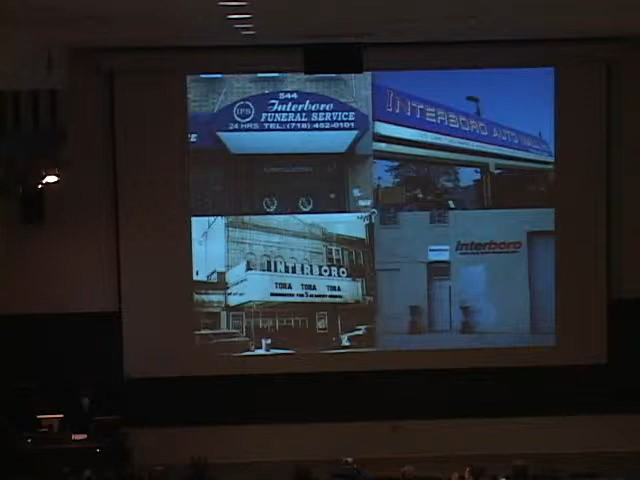 544
IFS
Interboro
FUNERAL SERVICE
24 HRS TEL:(718) 452-0101
INTERBORO AUTO MALL
INTERBORO
TORA TORA TORA
interboro